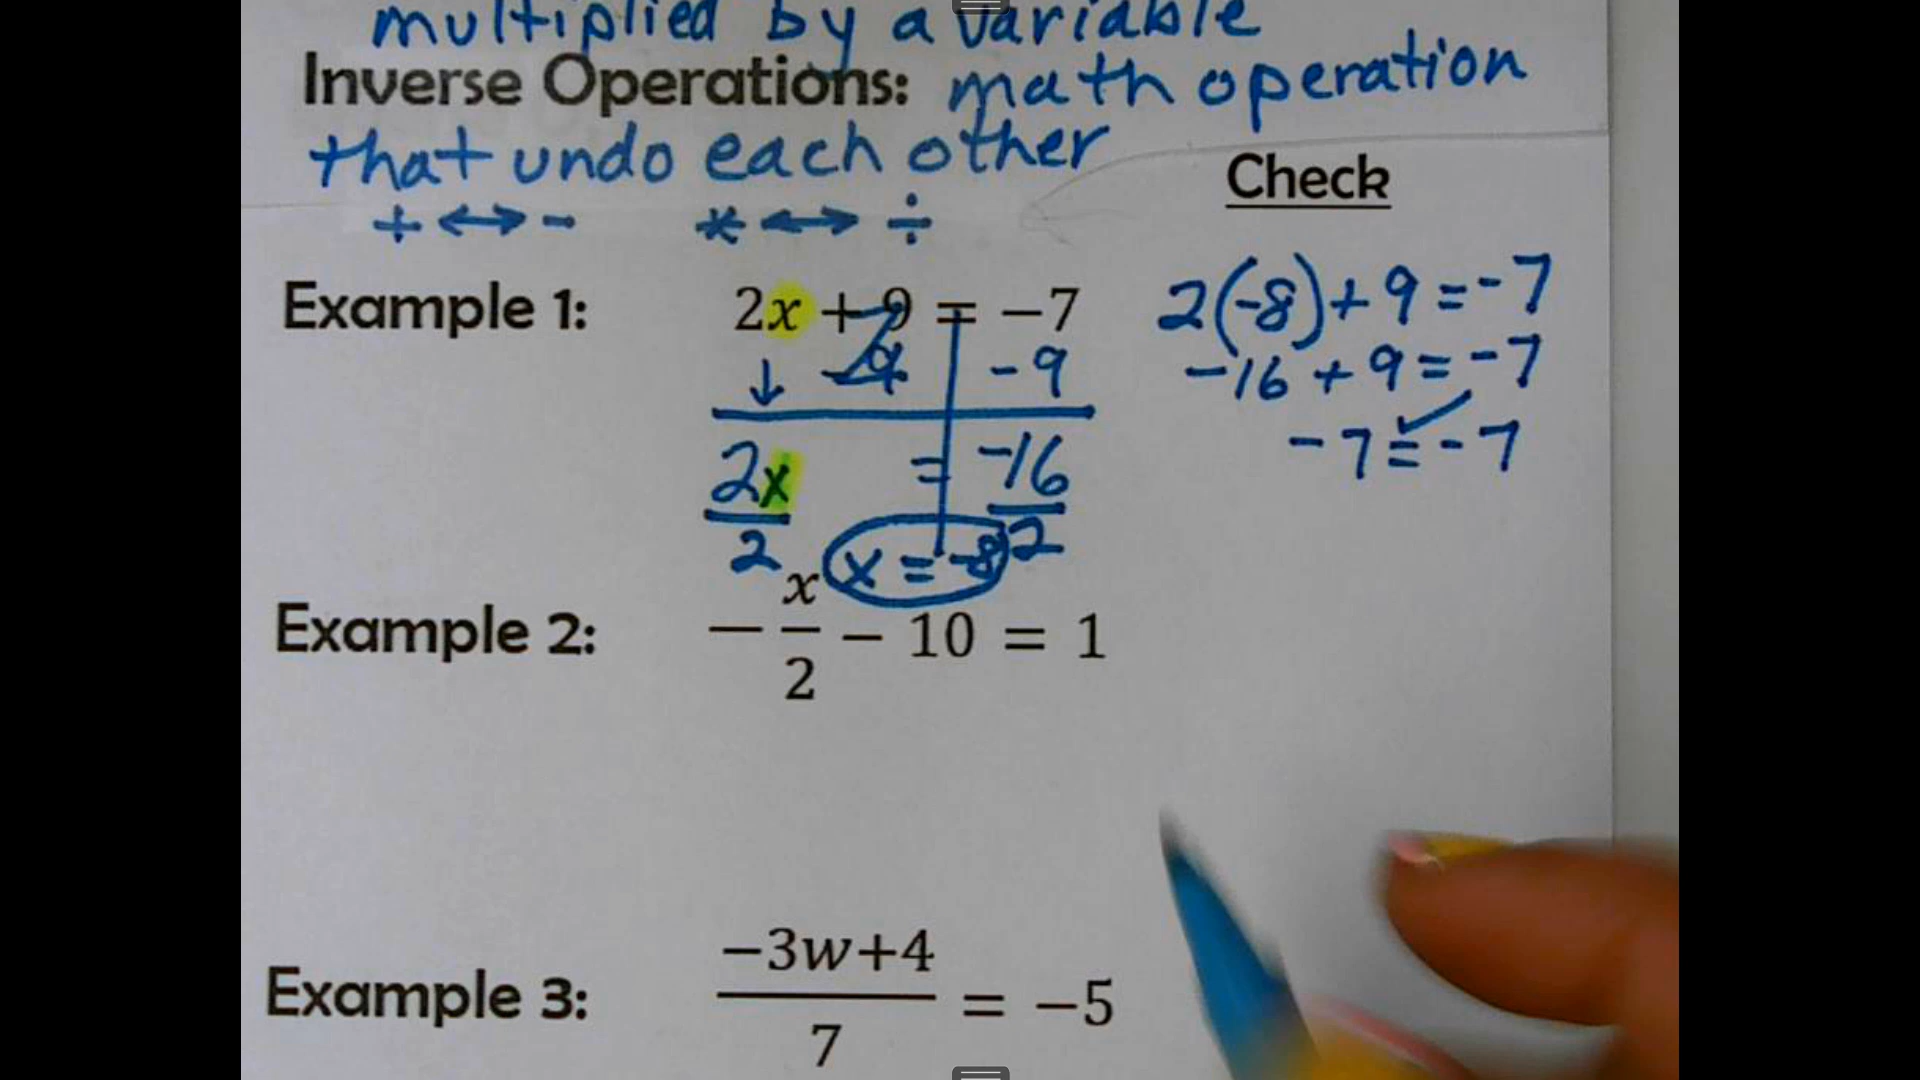 multiplied by a variable
Inverse Operations: math operation
that undo each other
+ ↔ - * ↔ ÷
Check
Example 1: 2x + 9 = −7
- 9 - 9
2x = -16
2 2
x = -8
2(-8) + 9 = -7
-16 + 9 = -7
-7 = -7 ✓
Example 2: −x/2 − 10 = 1
Example 3: −3w+4/7 = −5